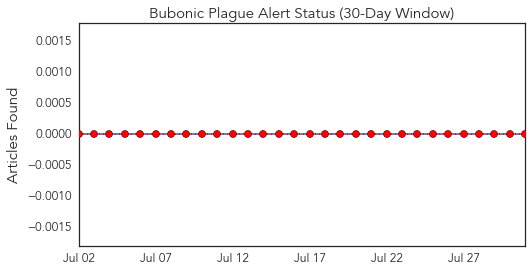 Bubonic Plague Alert Status (30-Day Window)
Articles Found
0.0015
0.0010
0.0005
0.0000
−0.0005
−0.0010
−0.0015
Jul 02 Jul 07 Jul 12 Jul 17 Jul 22 Jul 27